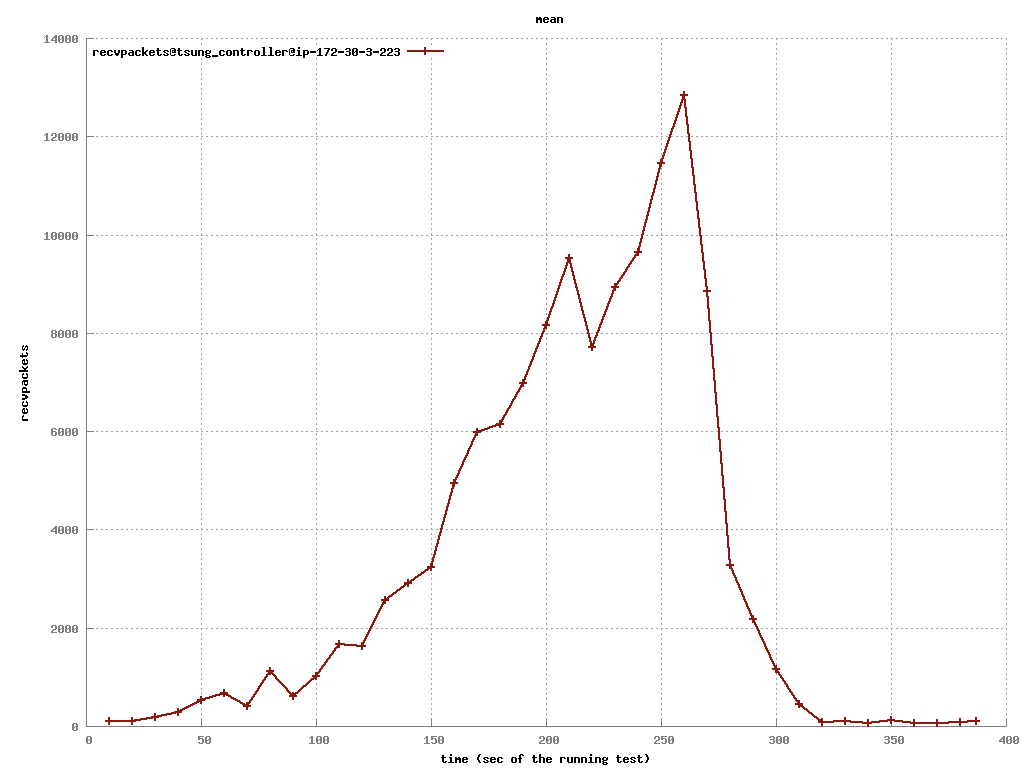 mean
recvpackets@tsung_controller@ip-172-30-3-223
14000
12000
10000
8000
6000
4000
2000
0
recvpackets
0 50 100 150 200 250 300 350 400
time (sec of the running test)